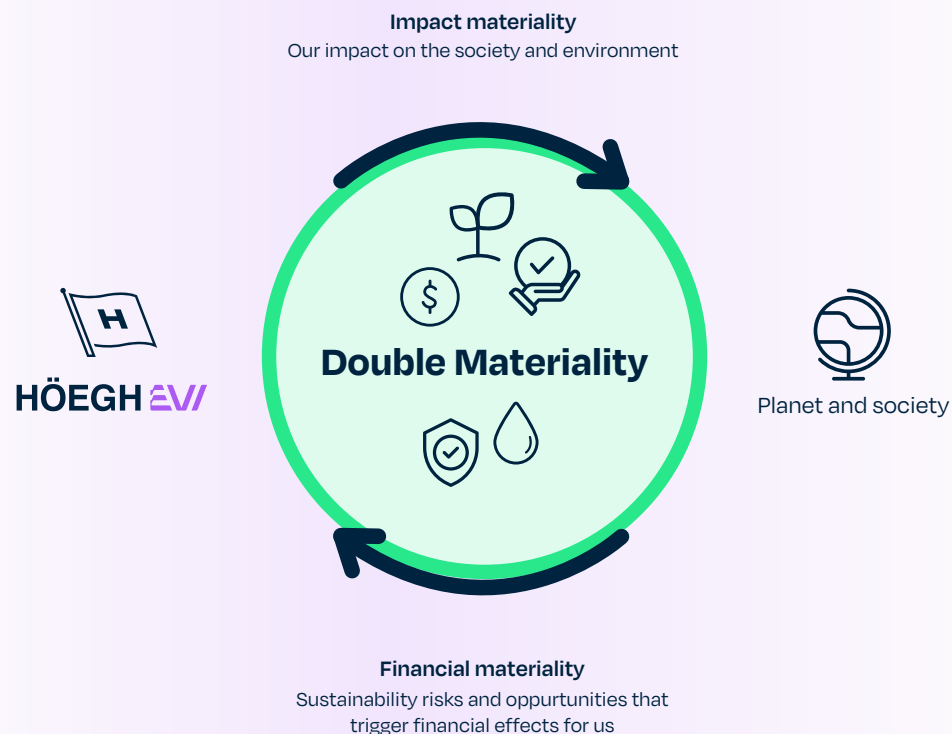 Impact materiality
Our impact on the society and environment
$
H
Double Materiality
HÖEGH EVI
Planet and society
Financial materiality
Sustainability risks and oppurtunities that
trigger financial effects for us